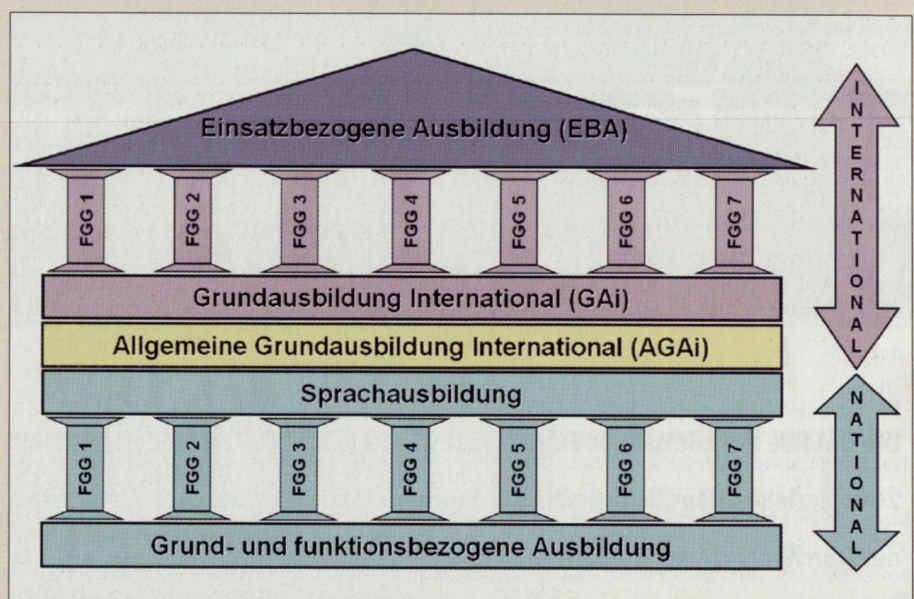 Einsatzbezogene Ausbildung (EBA)
FGG 1 FGG 2 FGG 3 FGG 4 FGG 5 FGG 6 FGG 7
Grundausbildung International (GAi)
Allgemeine Grundausbildung International (AGAi)
Sprachausbildung
FGG 1 FGG 2 FGG 3 FGG 4 FGG 5 FGG 6 FGG 7
Grund- und funktionsbezogene Ausbildung
INTERNATIONAL
NATIONAL